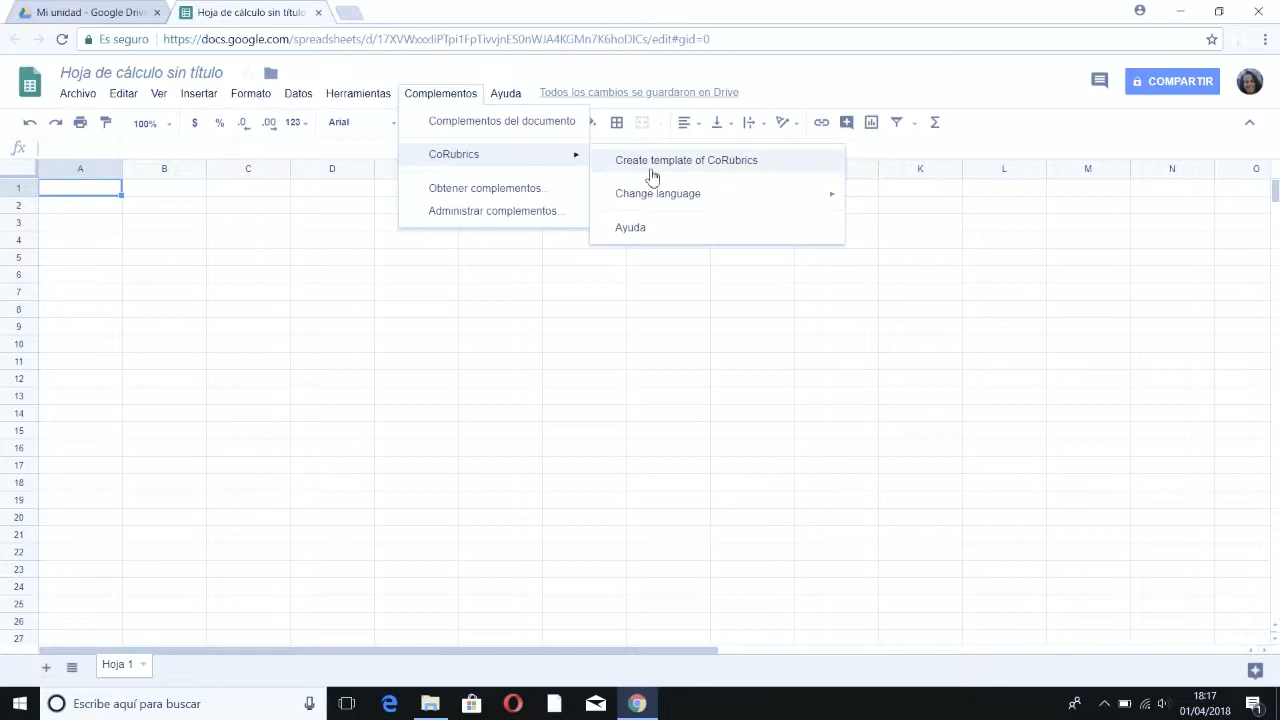 Mi unidad - Google Drive × Hoja de cálculo sin título ×
Es seguro https://docs.google.com/spreadsheets/d/17XVWxxxliPTpi1FpTivvjnES0nWJA4KGMn7K6hoDICs/edit#gid=0
Hoja de cálculo sin título
Archivo Editar Ver Insertar Formato Datos Herramientas Complementos Ayuda Todos los cambios se guardaron en Drive
COMPARTIR
100% $ % .0 .00 123 Arial
Complementos del documento
fx
CoRubrics
Create template of CoRubrics
Obtener complementos...
Change language
Administrar complementos...
Ayuda
A B C D K L M N O
1
2
3
4
5
6
7
8
9
10
11
12
13
14
15
16
17
18
19
20
21
22
23
24
25
26
27
Hoja 1
Escribe aquí para buscar
18:17
01/04/2018
1